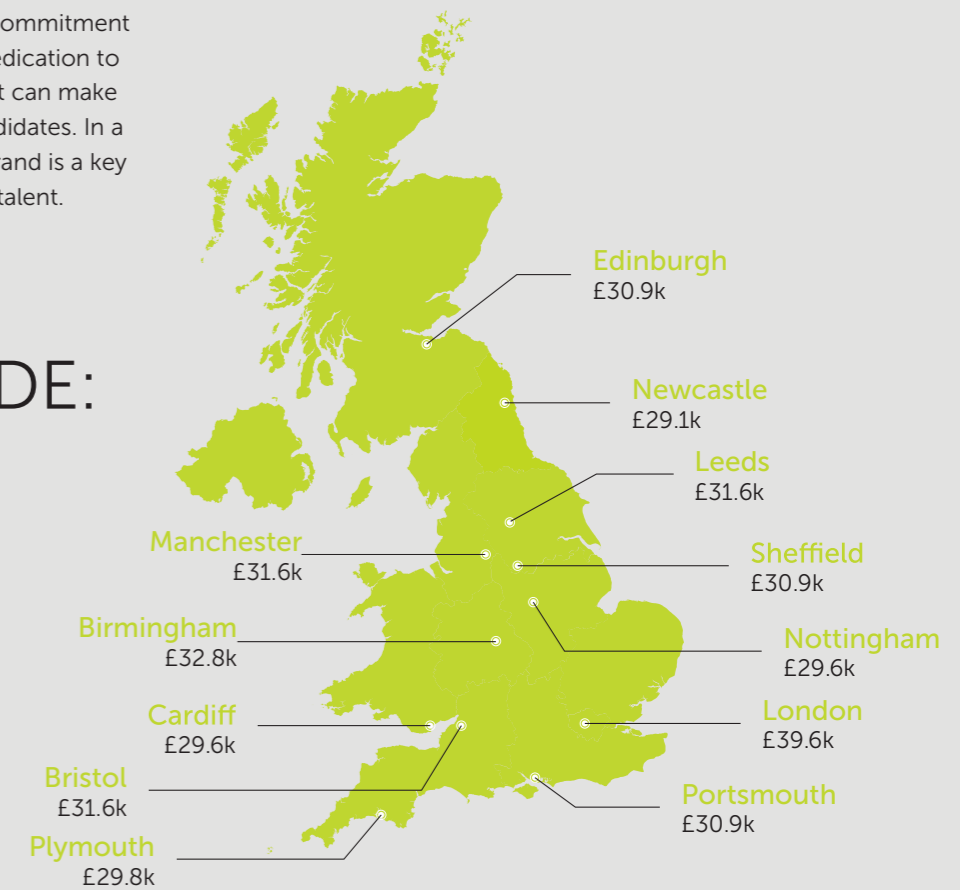 ommitment
edication to
t can make
didates. In a
and is a key
talent.
DE:
Edinburgh
£30.9k
Newcastle
£29.1k
Leeds
£31.6k
Manchester
£31.6k
Sheffield
£30.9k
Birmingham
£32.8k
Nottingham
£29.6k
Cardiff
£29.6k
London
£39.6k
Bristol
£31.6k
Portsmouth
£30.9k
Plymouth
£29.8k